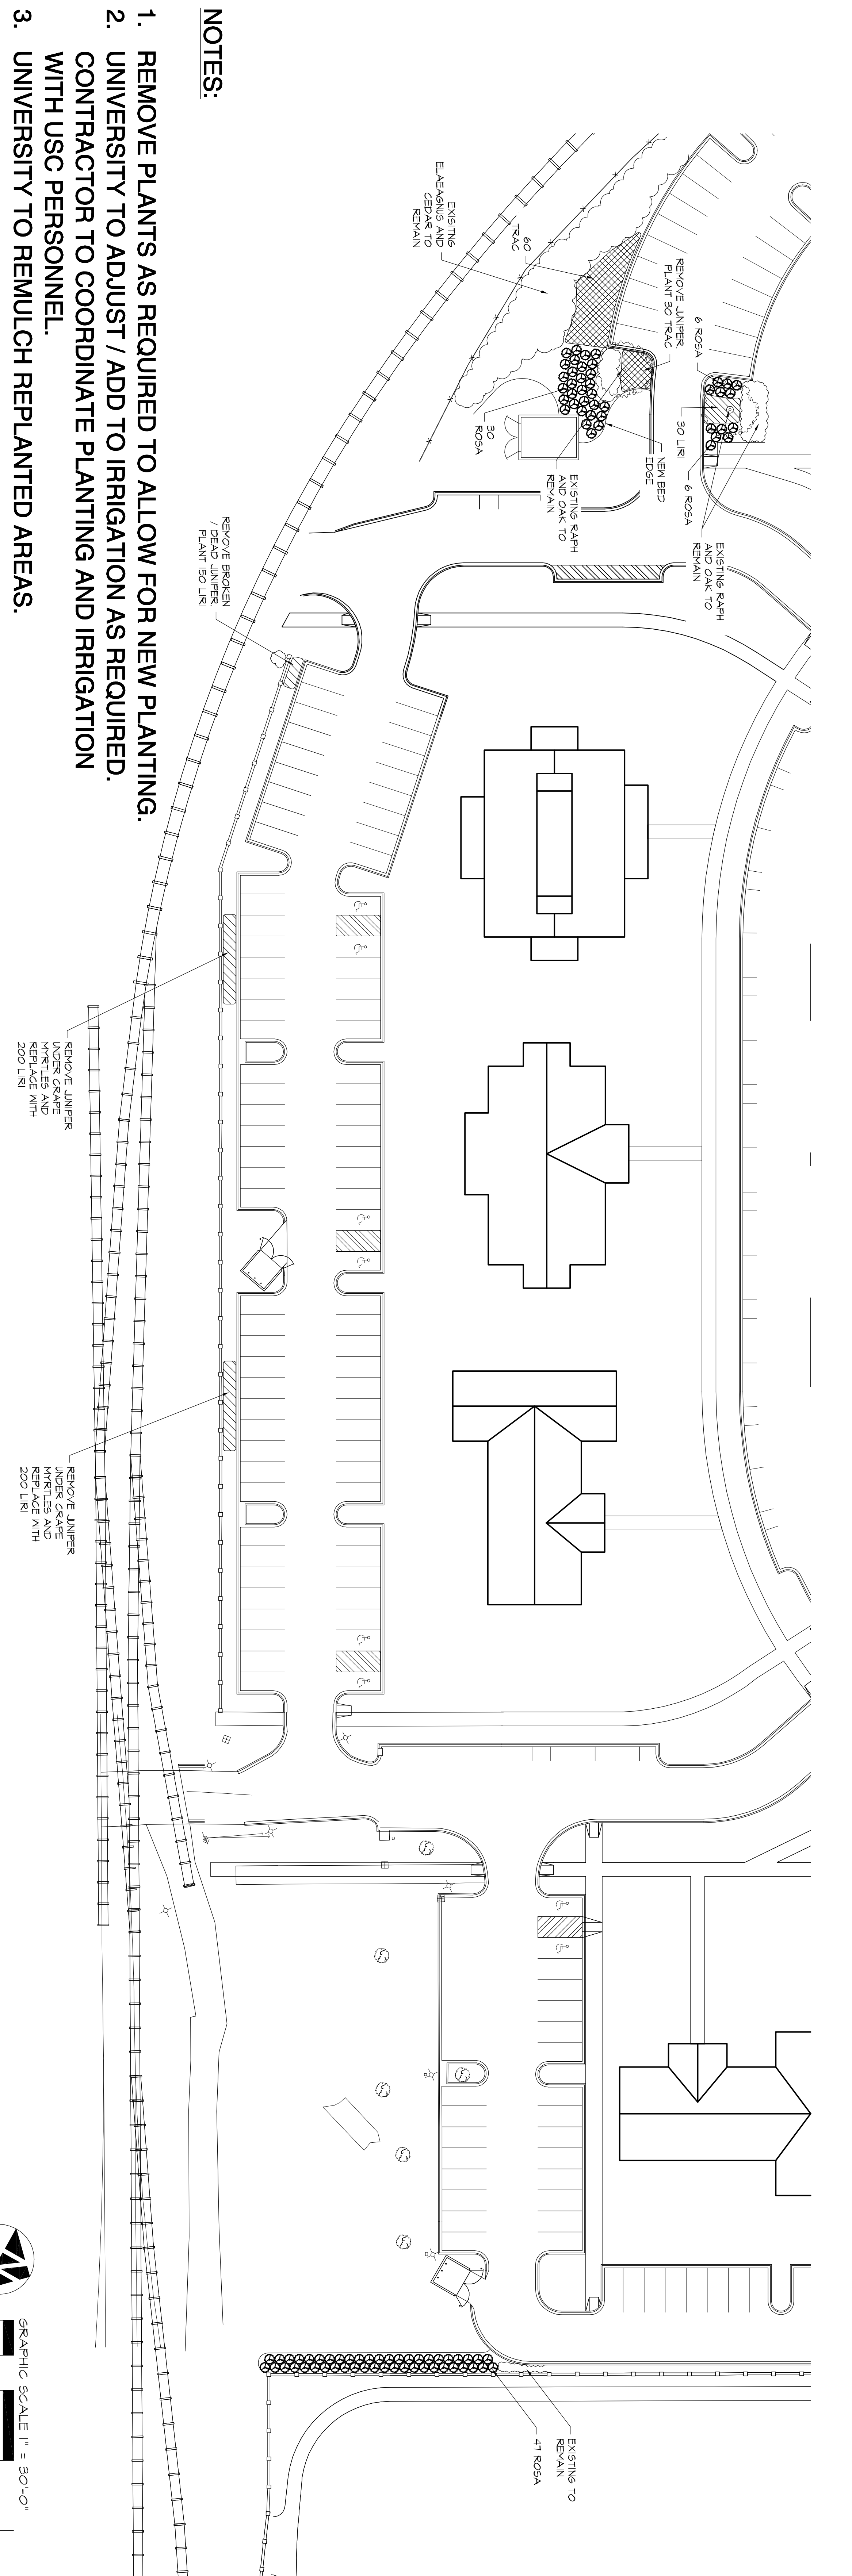 NOTES:
1. REMOVE PLANTS AS REQUIRED TO ALLOW FOR NEW PLANTING.
2. UNIVERSITY TO ADJUST / ADD TO IRRIGATION AS REQUIRED.
CONTRACTOR TO COORDINATE PLANTING AND IRRIGATION
WITH USC PERSONNEL.
3. UNIVERSITY TO REMULCH REPLANTED AREAS.
EXISITNG
ELAEAGNUS AND
CEDAR TO
REMAIN
60
TRAC
REMOVE JUNIPER.
PLANT 30 TRAC
6 ROSA
30 LIRI
6 ROSA
30
ROSA
NEW BED
EDGE
EXISTING RAPH
AND OAK TO
REMAIN
EXISTING RAPH
AND OAK TO
REMAIN
REMOVE BROKEN
/ DEAD JUNIPER.
PLANT 150 LIRI
REMOVE JUNIPER
UNDER CRAPE
MYRTLES AND
REPLACE WITH
200 LIRI
REMOVE JUNIPER
UNDER CRAPE
MYRTLES AND
REPLACE WITH
200 LIRI
EXISTING TO
REMAIN
47 ROSA
GRAPHIC SCALE 1" = 30'-0"